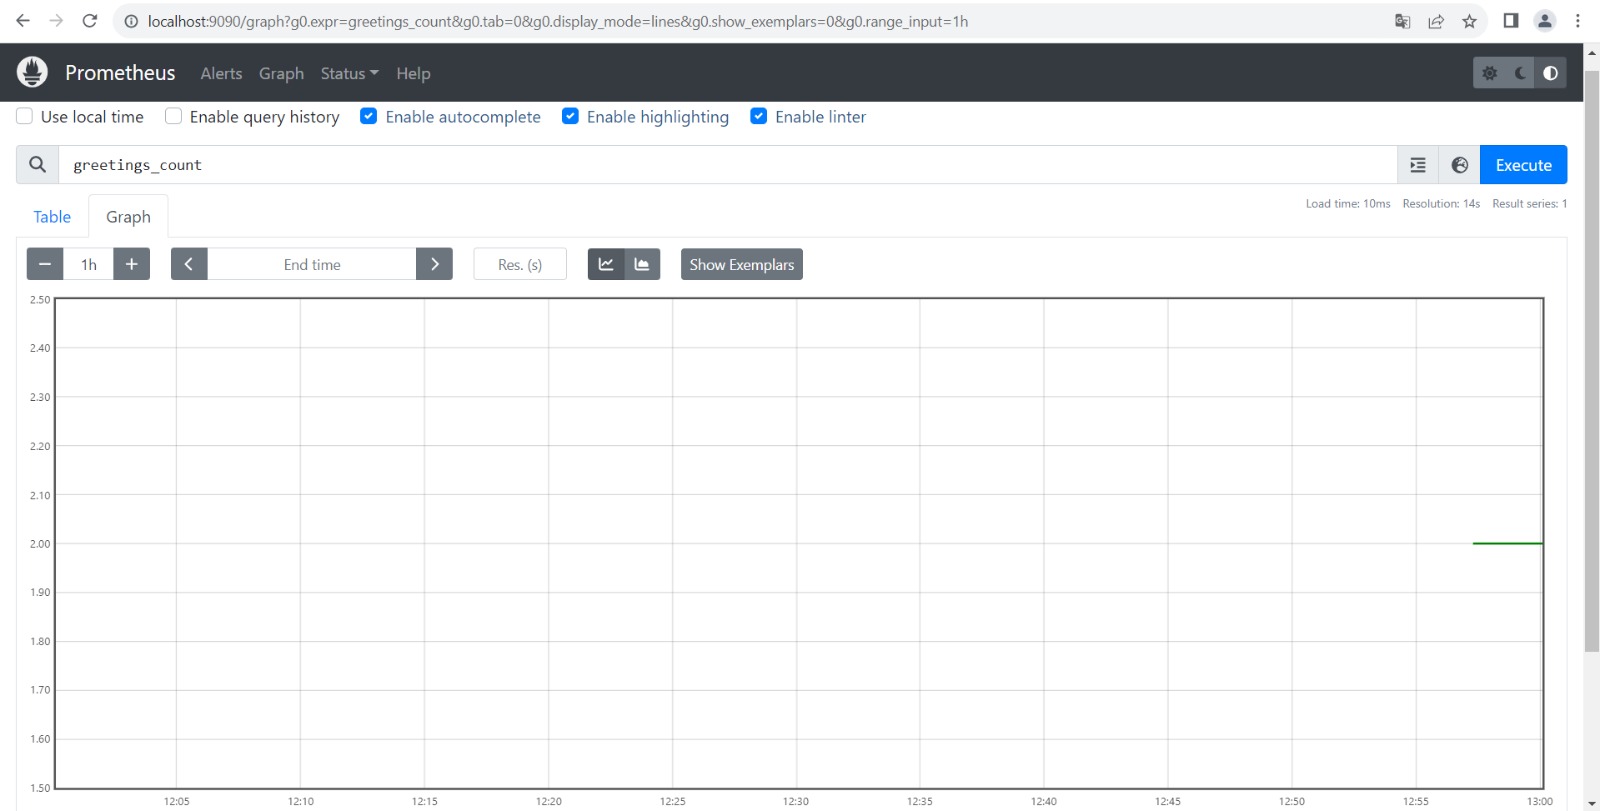 localhost:9090/graph?g0.expr=greetings_count&g0.tab=0&g0.display_mode=lines&g0.show_exemplars=0&g0.range_input=1h
Prometheus Alerts Graph Status Help
Use local time Enable query history Enable autocomplete Enable highlighting Enable linter
greetings_count Execute
Table Graph Load time: 10ms Resolution: 14s Result series: 1
1h End time Res. (s) Show Exemplars
2.50
2.40
2.30
2.20
2.10
2.00
1.90
1.80
1.70
1.60
1.50
12:05 12:10 12:15 12:20 12:25 12:30 12:35 12:40 12:45 12:50 12:55 13:00